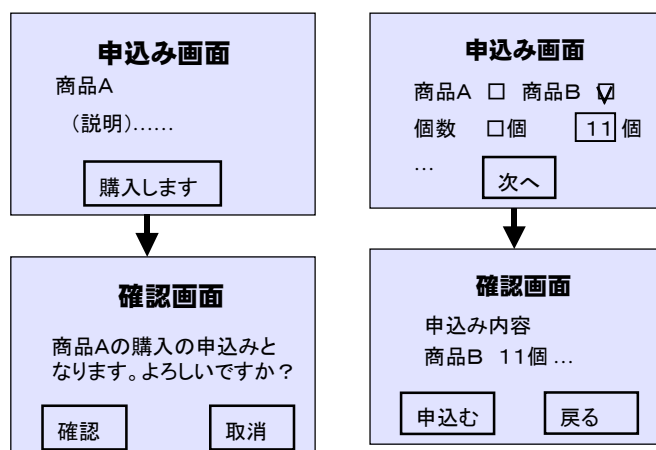 申込み画面
商品A
（説明）……
購入します
確認画面
商品Aの購入の申込みと
なります。よろしいですか？
確認
取消
申込み画面
商品A □ 商品B ☑
個数 □個 11個
…
次へ
確認画面
申込み内容
商品B 11個 …
申込む
戻る